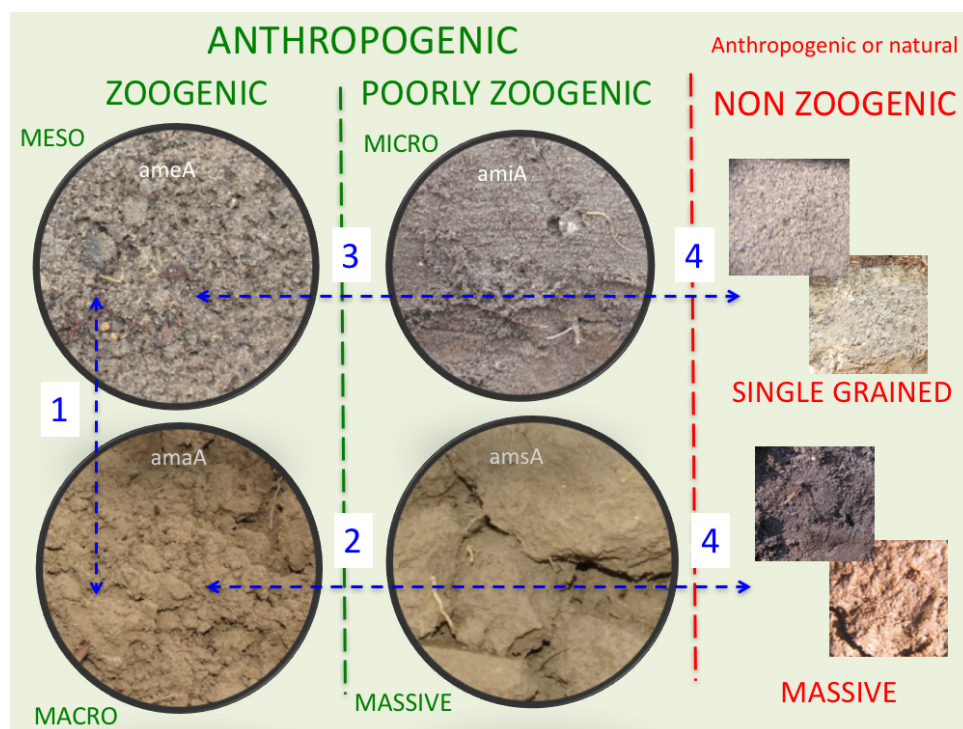 ANTHROPOGENIC
Anthropogenic or natural
ZOOGENIC
POORLY ZOOGENIC
NON ZOOGENIC
MESO
MICRO
ameA
amiA
3
4
SINGLE GRAINED
1
amaA
amsA
2
4
MACRO
MASSIVE
MASSIVE